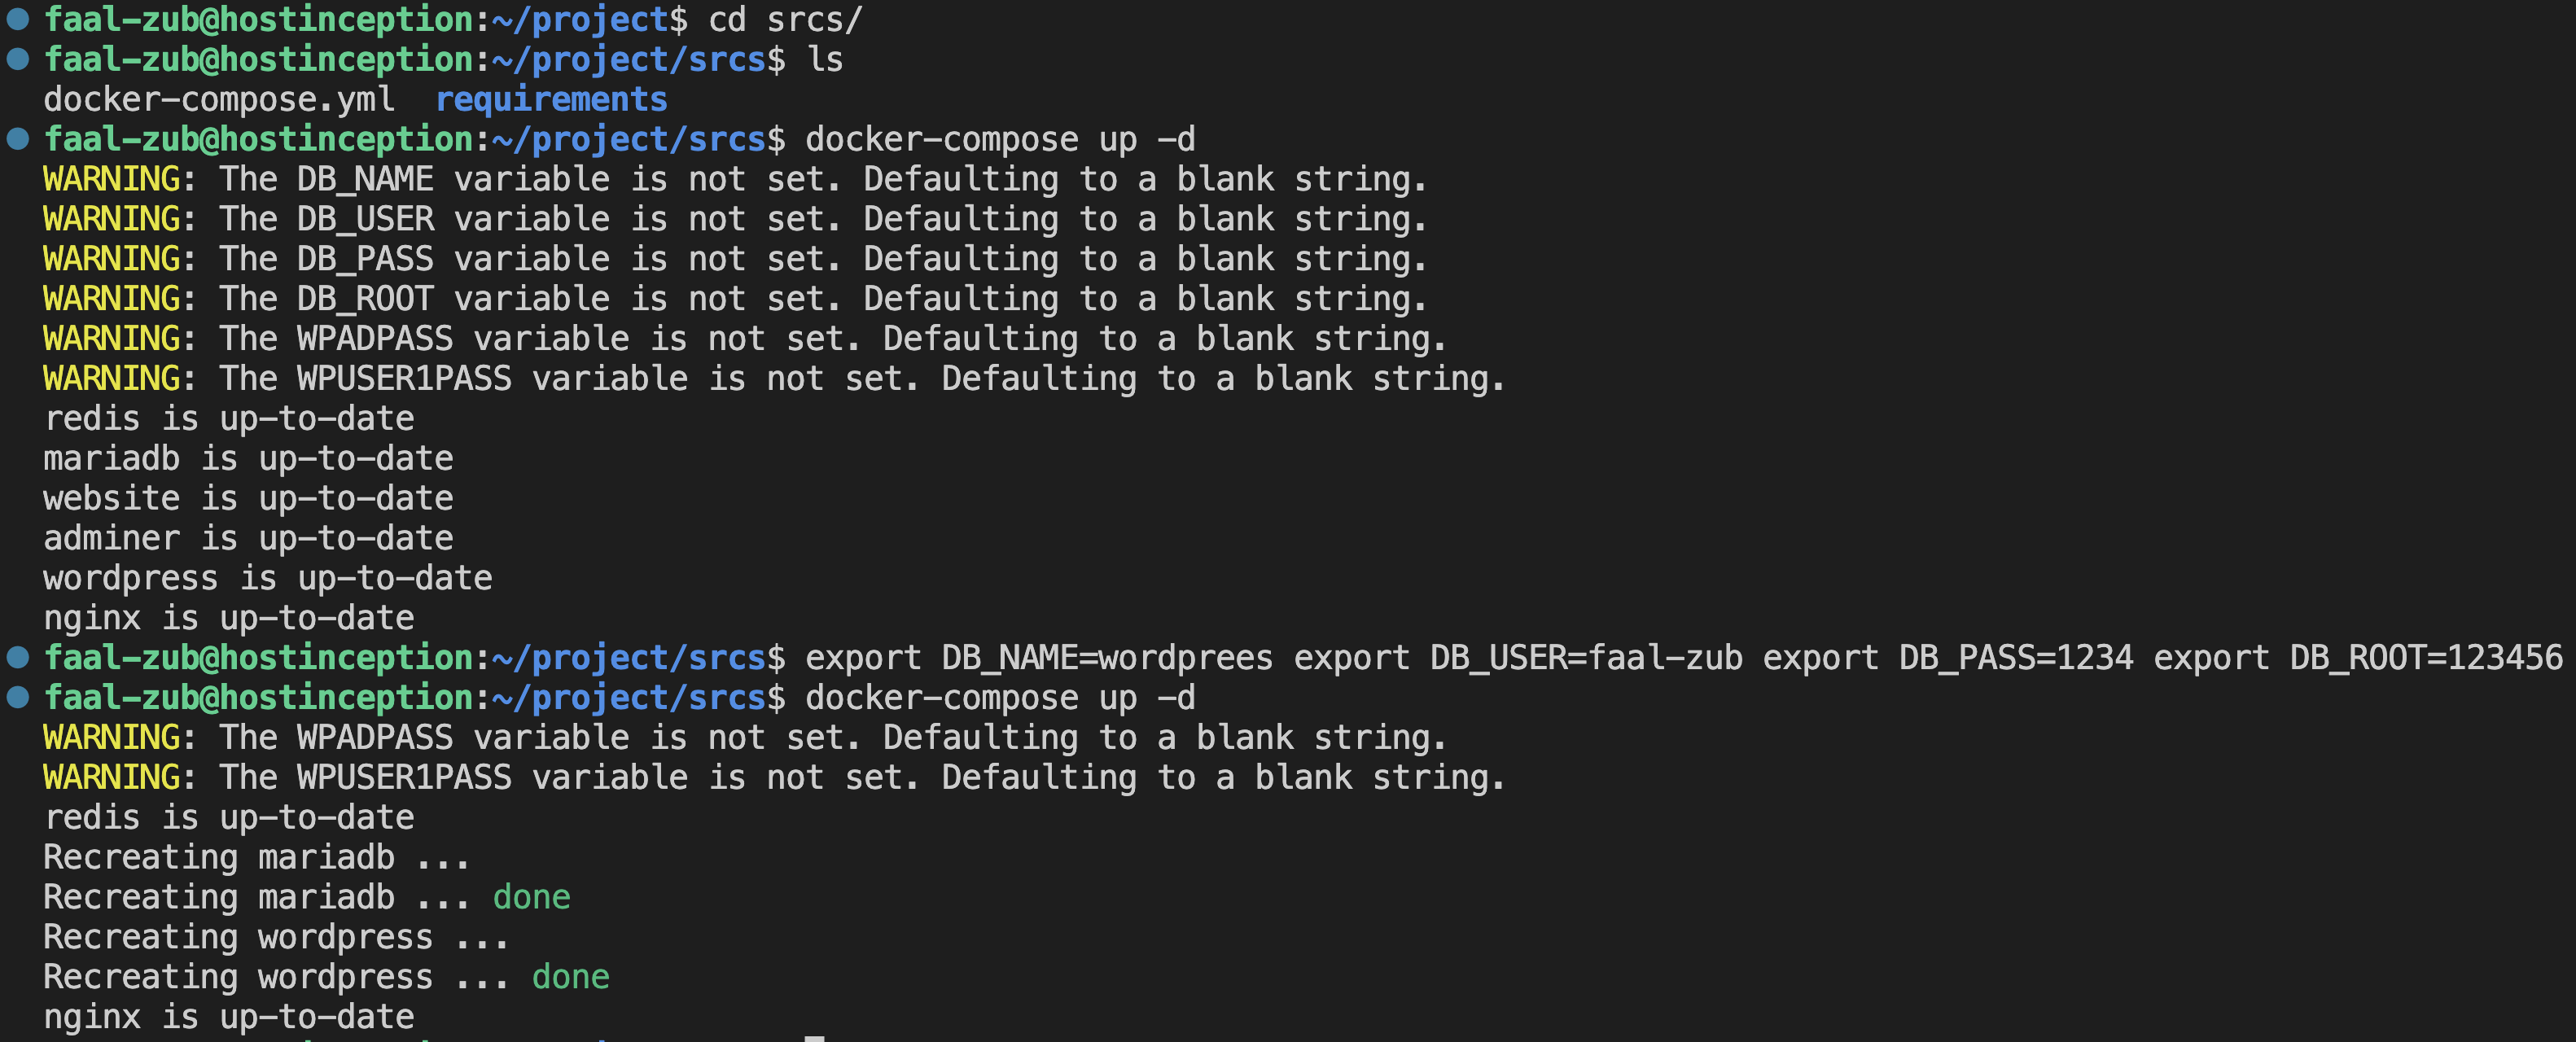 faal-zub@hostinception:~/project$ cd srcs/
faal-zub@hostinception:~/project/srcs$ ls
docker-compose.yml  requirements
faal-zub@hostinception:~/project/srcs$ docker-compose up -d
WARNING: The DB_NAME variable is not set. Defaulting to a blank string.
WARNING: The DB_USER variable is not set. Defaulting to a blank string.
WARNING: The DB_PASS variable is not set. Defaulting to a blank string.
WARNING: The DB_ROOT variable is not set. Defaulting to a blank string.
WARNING: The WPADPASS variable is not set. Defaulting to a blank string.
WARNING: The WPUSER1PASS variable is not set. Defaulting to a blank string.
redis is up-to-date
mariadb is up-to-date
website is up-to-date
adminer is up-to-date
wordpress is up-to-date
nginx is up-to-date
faal-zub@hostinception:~/project/srcs$ export DB_NAME=wordprees export DB_USER=faal-zub export DB_PASS=1234 export DB_ROOT=123456
faal-zub@hostinception:~/project/srcs$ docker-compose up -d
WARNING: The WPADPASS variable is not set. Defaulting to a blank string.
WARNING: The WPUSER1PASS variable is not set. Defaulting to a blank string.
redis is up-to-date
Recreating mariadb ...
Recreating mariadb ... done
Recreating wordpress ...
Recreating wordpress ... done
nginx is up-to-date